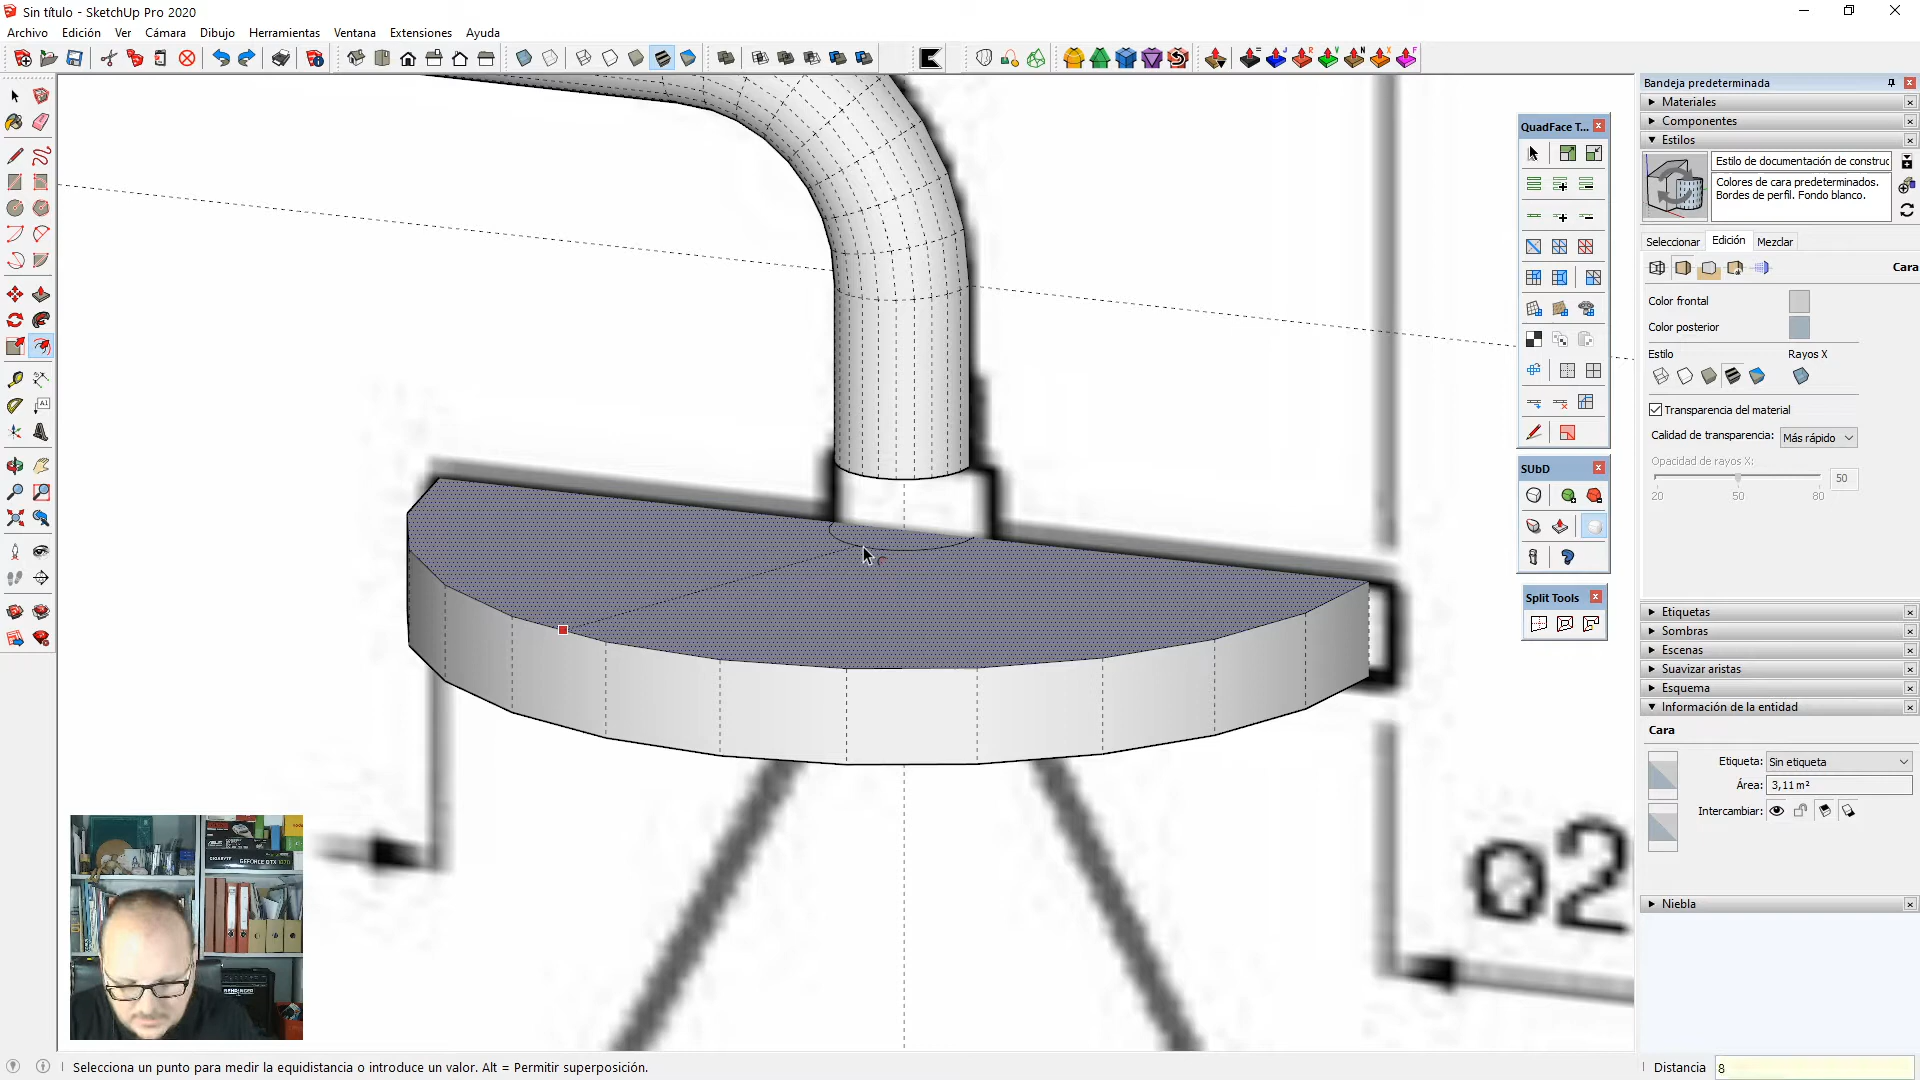 Sin título - SketchUp Pro 2020
Archivo Edición Ver Cámara Dibujo Herramientas Ventana Extensiones Ayuda
Bandeja predeterminada
Materiales
Componentes
Estilos
Estilo de documentación de construc
Colores de cara predeterminados.
Bordes de perfil. Fondo blanco.
Seleccionar Edición Mezclar
Cara
Color frontal
Color posterior
Estilo Rayos X
Transparencia del material
Calidad de transparencia: Más rápido
Opacidad de rayos X:
50
20 50 80
Etiquetas
Sombras
Escenas
Suavizar aristas
Esquema
Información de la entidad
Cara
Etiqueta: Sin etiqueta
Área: 3,11 m²
Intercambiar:
Niebla
QuadFace T...
SUbD
Split Tools
ø2
GEFORCE GTX 1070
BEHRINGER
Selecciona un punto para medir la equidistancia o introduce un valor. Alt = Permitir superposición.
Distancia 8